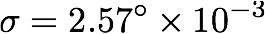 σ = 2.57° × 10⁻³